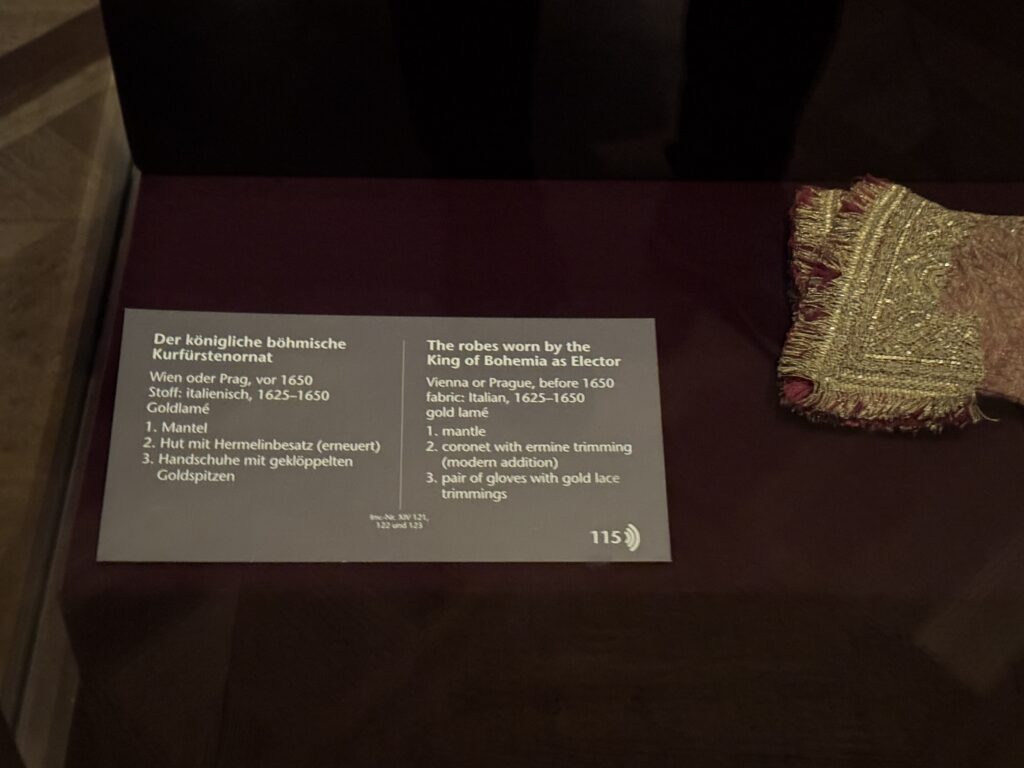 Der königliche böhmische
Kurfürstenornat
Wien oder Prag, vor 1650
Stoff: italienisch, 1625–1650
Goldlamé
1. Mantel
2. Hut mit Hermelinbesatz (erneuert)
3. Handschuhe mit geklöppelten
Goldspitzen
The robes worn by the
King of Bohemia as Elector
Vienna or Prague, before 1650
fabric: Italian, 1625–1650
gold lamé
1. mantle
2. coronet with ermine trimming
(modern addition)
3. pair of gloves with gold lace
trimmings
Inv.-Nr. XIV 121,
122 und 123
115